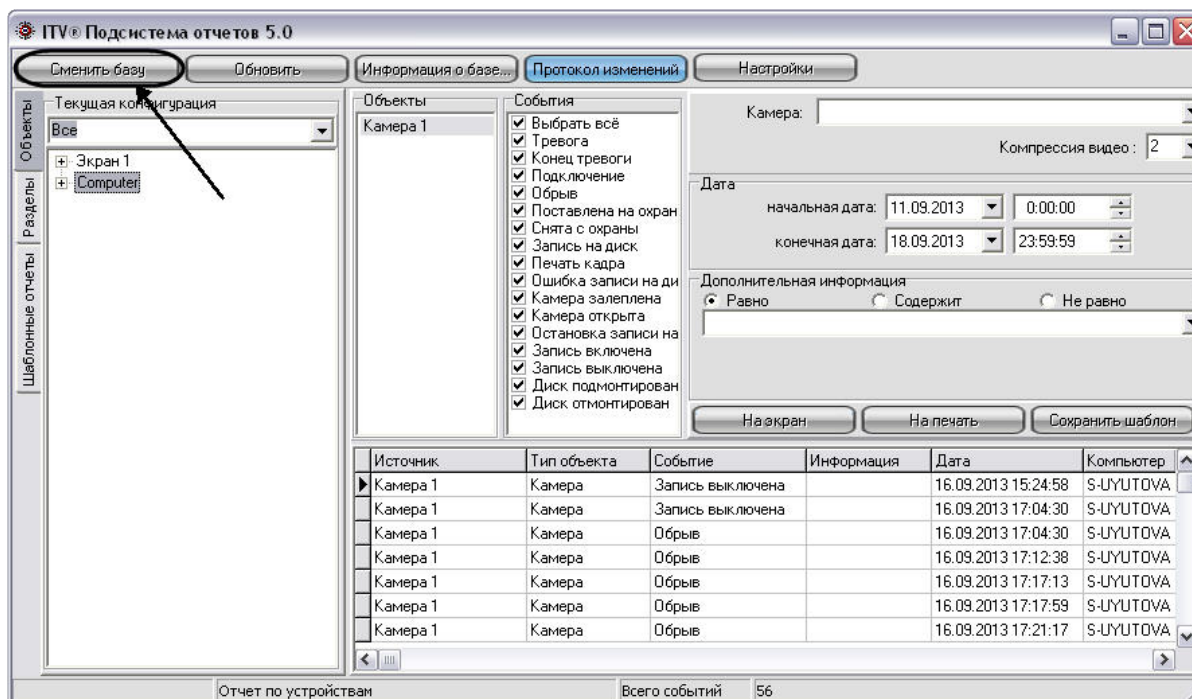 ITV® Подсистема отчетов 5.0
Сменить базу
Обновить
Информация о базе...
Протокол изменений
Настройки
Объекты
Разделы
Шаблонные отчеты
Текущая конфигурация
Все
Экран 1
Computer
Объекты
Камера 1
События
Выбрать всё
Тревога
Конец тревоги
Подключение
Обрыв
Поставлена на охран
Снята с охраны
Запись на диск
Печать кадра
Ошибка записи на ди
Камера залеплена
Камера открыта
Остановка записи на
Запись включена
Запись выключена
Диск подмонтирован
Диск отмонтирован
Камера:
Компрессия видео : 2
Дата
начальная дата: 11.09.2013 0:00:00
конечная дата: 18.09.2013 23:59:59
Дополнительная информация
Равно Содержит Не равно
На экран
На печать
Сохранить шаблон
Источник Тип объекта Событие Информация Дата Компьютер
Камера 1 Камера Запись выключена 16.09.2013 15:24:58 S-UYUTOVA
Камера 1 Камера Запись выключена 16.09.2013 17:04:30 S-UYUTOVA
Камера 1 Камера Обрыв 16.09.2013 17:04:30 S-UYUTOVA
Камера 1 Камера Обрыв 16.09.2013 17:12:38 S-UYUTOVA
Камера 1 Камера Обрыв 16.09.2013 17:17:13 S-UYUTOVA
Камера 1 Камера Обрыв 16.09.2013 17:17:59 S-UYUTOVA
Камера 1 Камера Обрыв 16.09.2013 17:21:17 S-UYUTOVA
Отчет по устройствам Всего событий 56